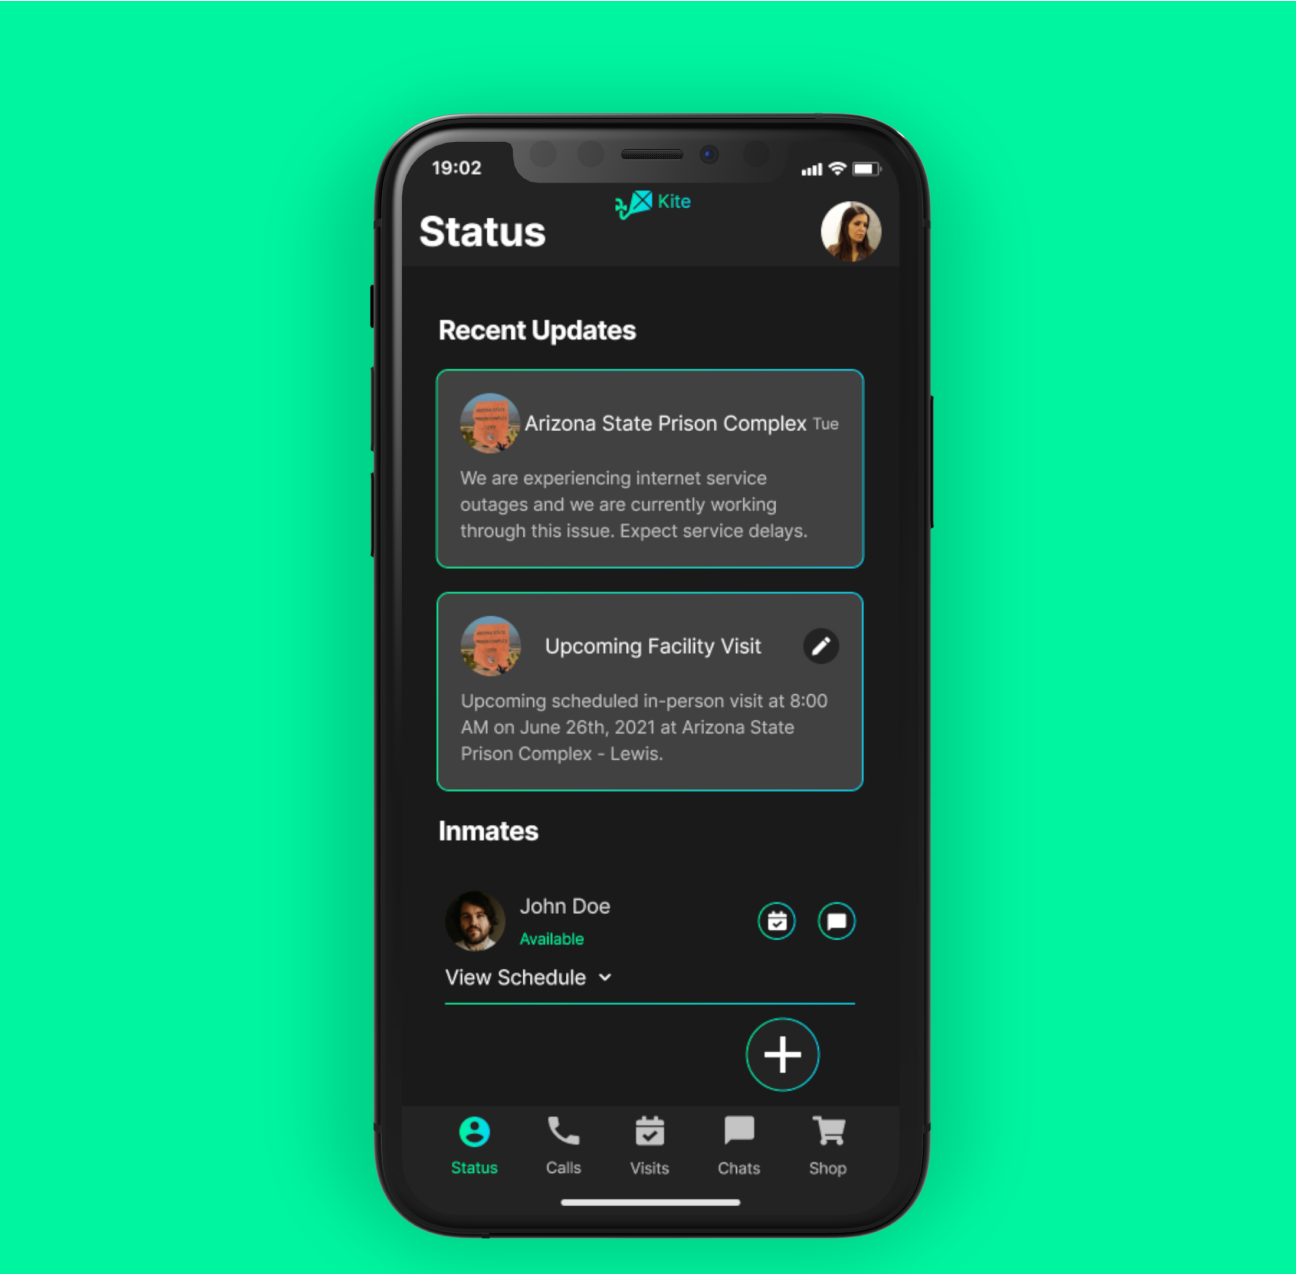 19:02
Kite
Status
Recent Updates
Arizona State Prison Complex Tue
We are experiencing internet service
outages and we are currently working
through this issue. Expect service delays.
Upcoming Facility Visit
Upcoming scheduled in-person visit at 8:00
AM on June 26th, 2021 at Arizona State
Prison Complex - Lewis.
Inmates
John Doe
Available
View Schedule
Status Calls Visits Chats Shop